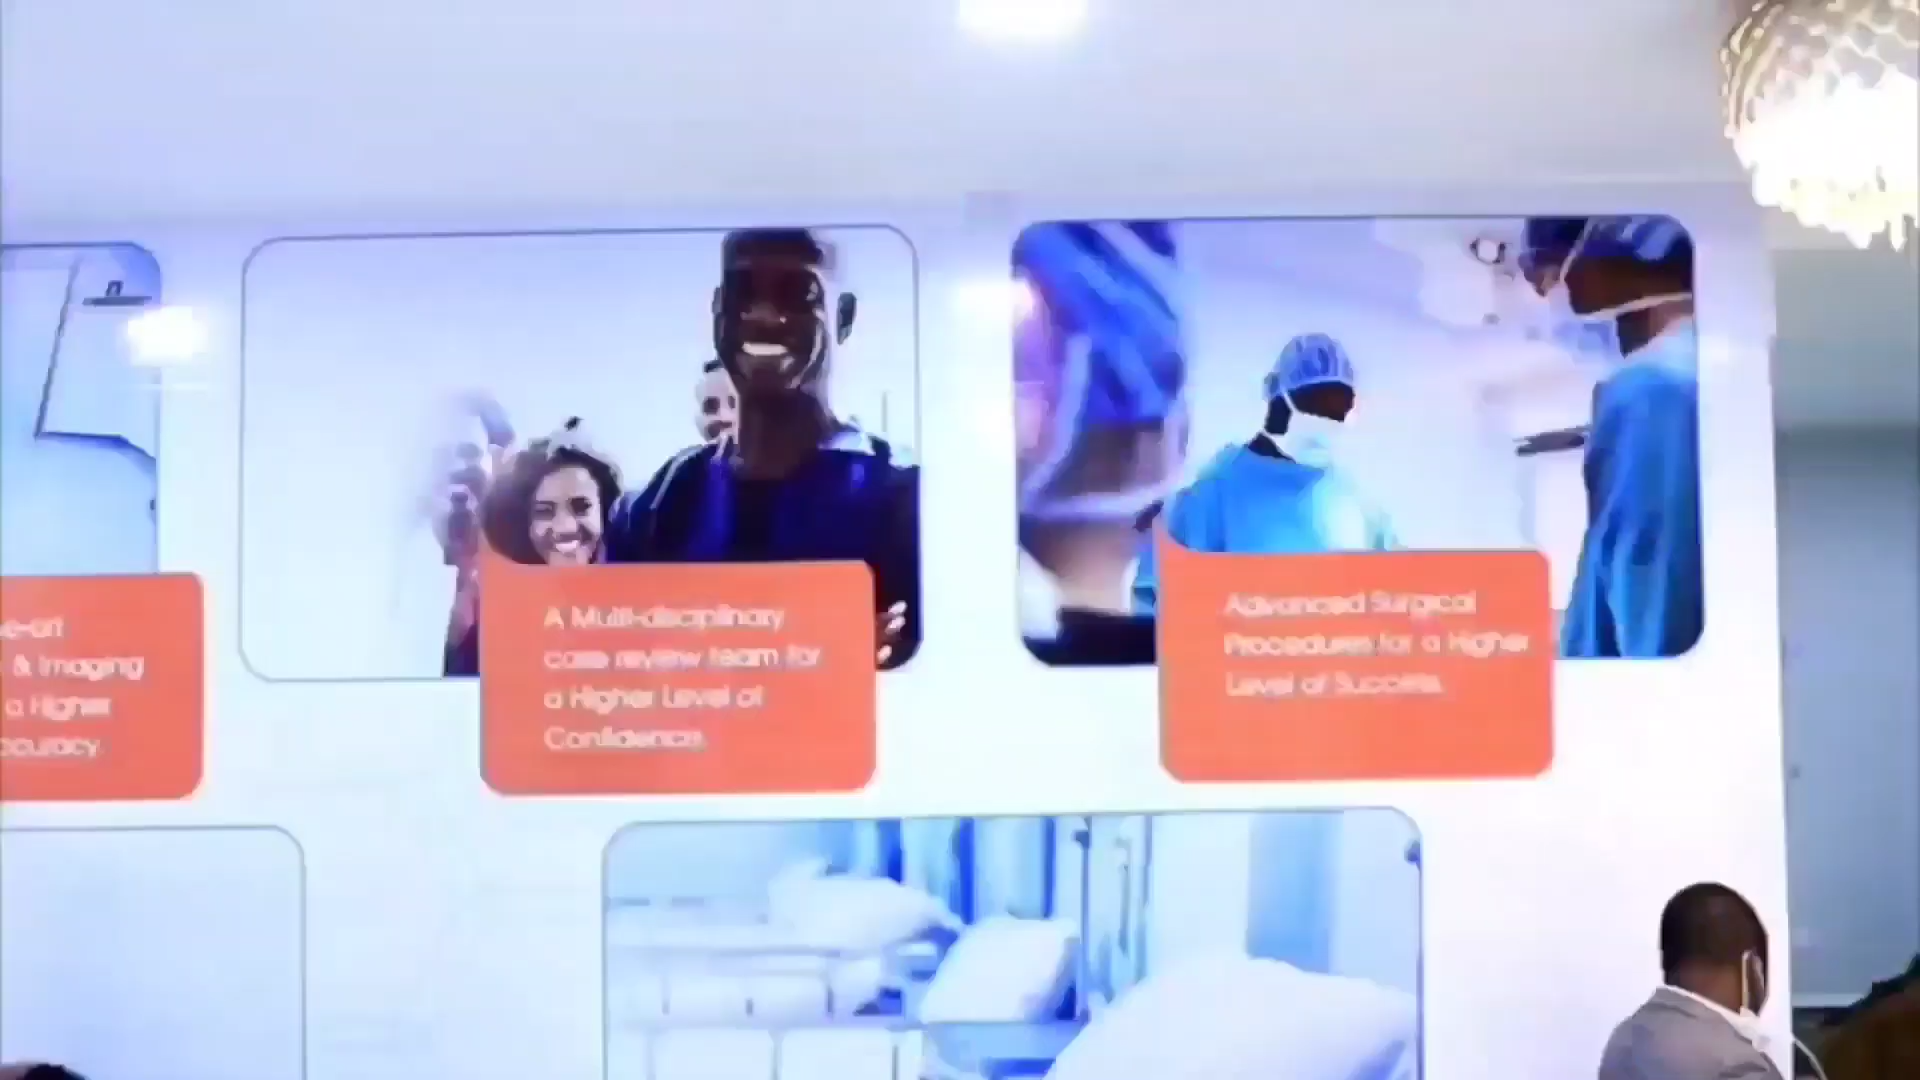 & Imaging
a Higher
A Multi-disciplinary
care review team for
a Higher Level of
Confidence.
Advanced Surgical
Procedures for a Higher
Level of Success.